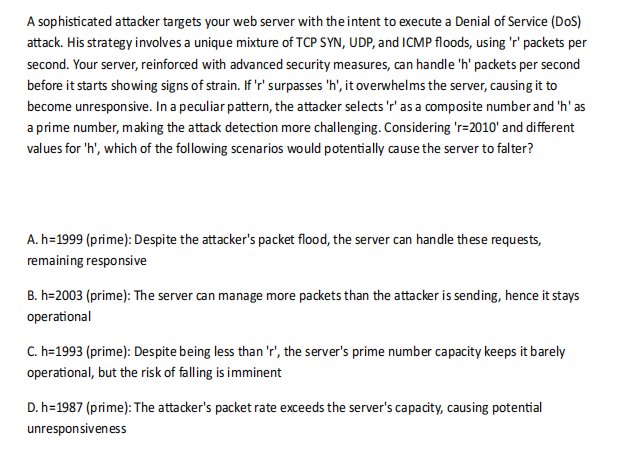 A sophisticated attacker targets your web server with the intent to execute a Denial of Service (DoS)
attack. His strategy involves a unique mixture of TCP SYN, UDP, and ICMP floods, using 'r' packets per
second. Your server, reinforced with advanced security measures, can handle 'h' packets per second
before it starts showing signs of strain. If 'r' surpasses 'h', it overwhelms the server, causing it to
become unresponsive. In a peculiar pattern, the attacker selects 'r' as a composite number and 'h' as
a prime number, making the attack detection more challenging. Considering 'r=2010' and different
values for 'h', which of the following scenarios would potentially cause the server to falter?
A. h=1999 (prime): Despite the attacker's packet flood, the server can handle these requests,
remaining responsive
B. h=2003 (prime): The server can manage more packets than the attacker is sending, hence it stays
operational
C. h=1993 (prime): Despite being less than 'r', the server's prime number capacity keeps it barely
operational, but the risk of falling is imminent
D. h=1987 (prime): The attacker's packet rate exceeds the server's capacity, causing potential
unresponsiveness